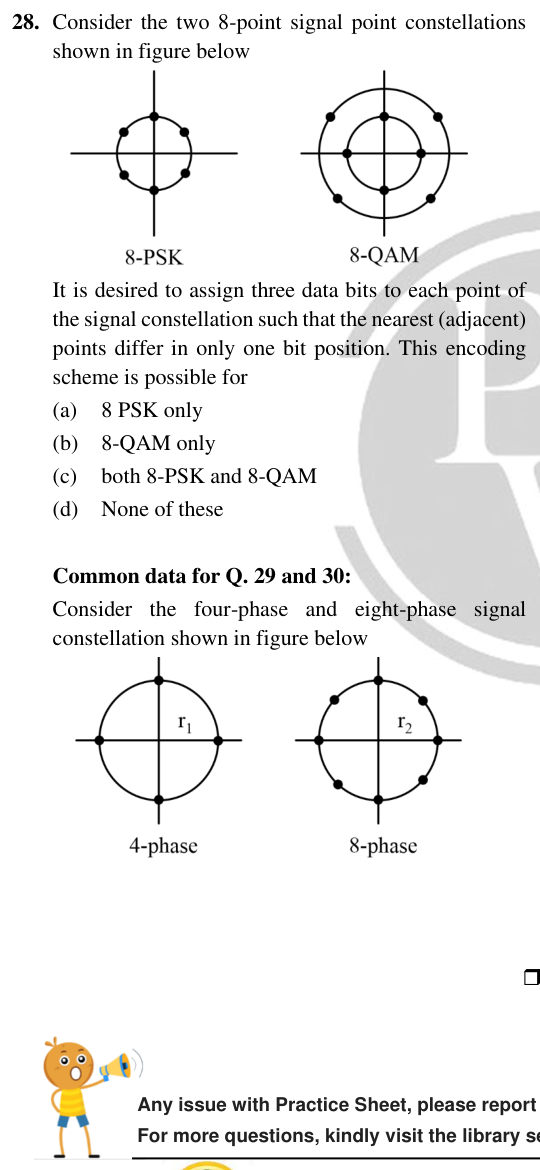 28. Consider the two 8-point signal point constellations
shown in figure below
8-PSK
8-QAM
It is desired to assign three data bits to each point of
the signal constellation such that the nearest (adjacent)
points differ in only one bit position. This encoding
scheme is possible for
(a) 8 PSK only
(b) 8-QAM only
(c) both 8-PSK and 8-QAM
(d) None of these
Common data for Q. 29 and 30:
Consider the four-phase and eight-phase signal
constellation shown in figure below
r1
r2
4-phase
8-phase
Any issue with Practice Sheet, please report
For more questions, kindly visit the library